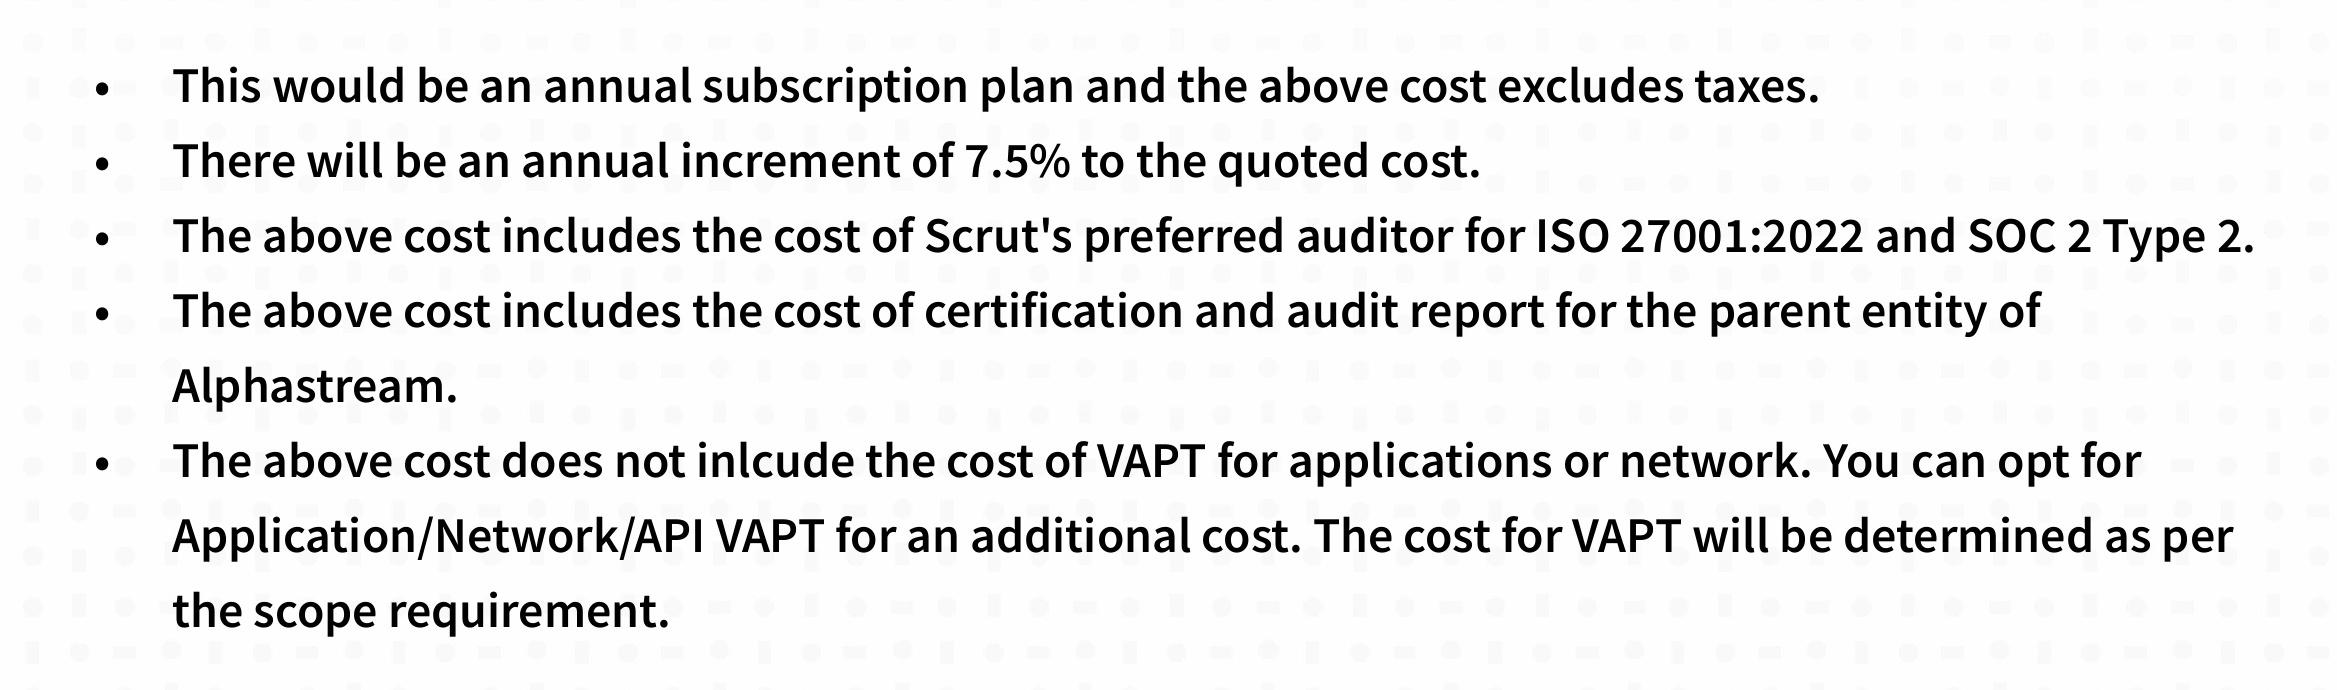 • This would be an annual subscription plan and the above cost excludes taxes.
• There will be an annual increment of 7.5% to the quoted cost.
• The above cost includes the cost of Scrut's preferred auditor for ISO 27001:2022 and SOC 2 Type 2.
• The above cost includes the cost of certification and audit report for the parent entity of
Alphastream.
• The above cost does not inlcude the cost of VAPT for applications or network. You can opt for
Application/Network/API VAPT for an additional cost. The cost for VAPT will be determined as per
the scope requirement.